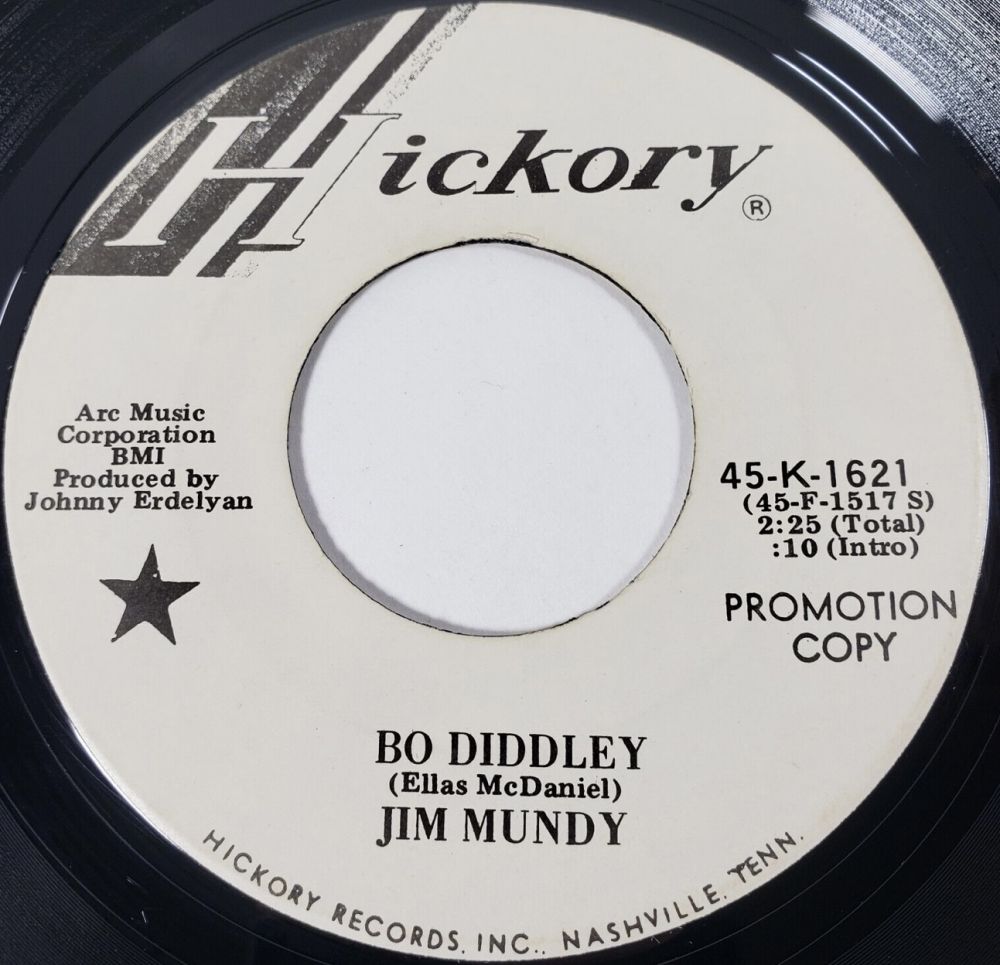 Hickory ®
Arc Music
Corporation
BMI
Produced by
Johnny Erdelyan
45-K-1621
(45-F-1517 S)
2:25 (Total)
:10 (Intro)
PROMOTION
COPY
BO DIDDLEY
(Ellas McDaniel)
JIM MUNDY
HICKORY RECORDS, INC., NASHVILLE, TENN.